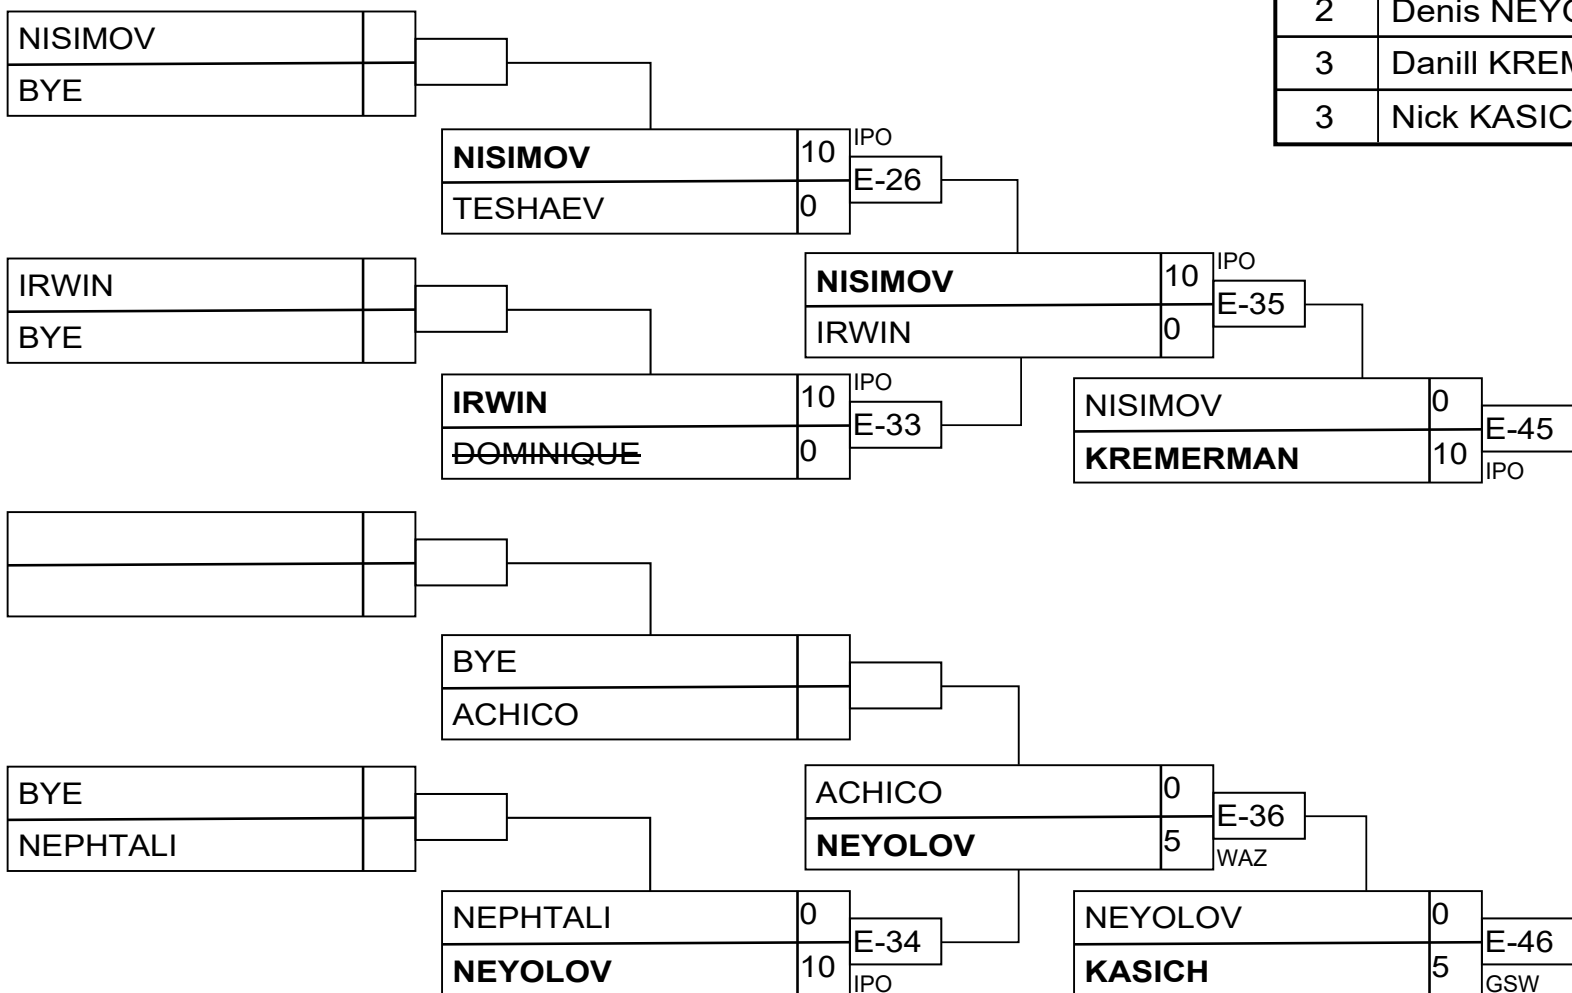 2 Denis NEYO
3 Danill KREM
3 Nick KASIC
NISIMOV
BYE
NISIMOV 10 IPO
E-26
TESHAEV 0
IRWIN
BYE
NISIMOV 10 IPO
E-35
IRWIN 0
IRWIN 10 IPO
E-33
DOMINIQUE 0
NISIMOV 0
E-45
KREMERMAN 10 IPO
BYE
ACHICO
BYE
NEPHTALI
ACHICO 0
E-36
NEYOLOV 5 WAZ
NEPHTALI 0
E-34
NEYOLOV 10 IPO
NEYOLOV 0
E-46
KASICH 5 GSW